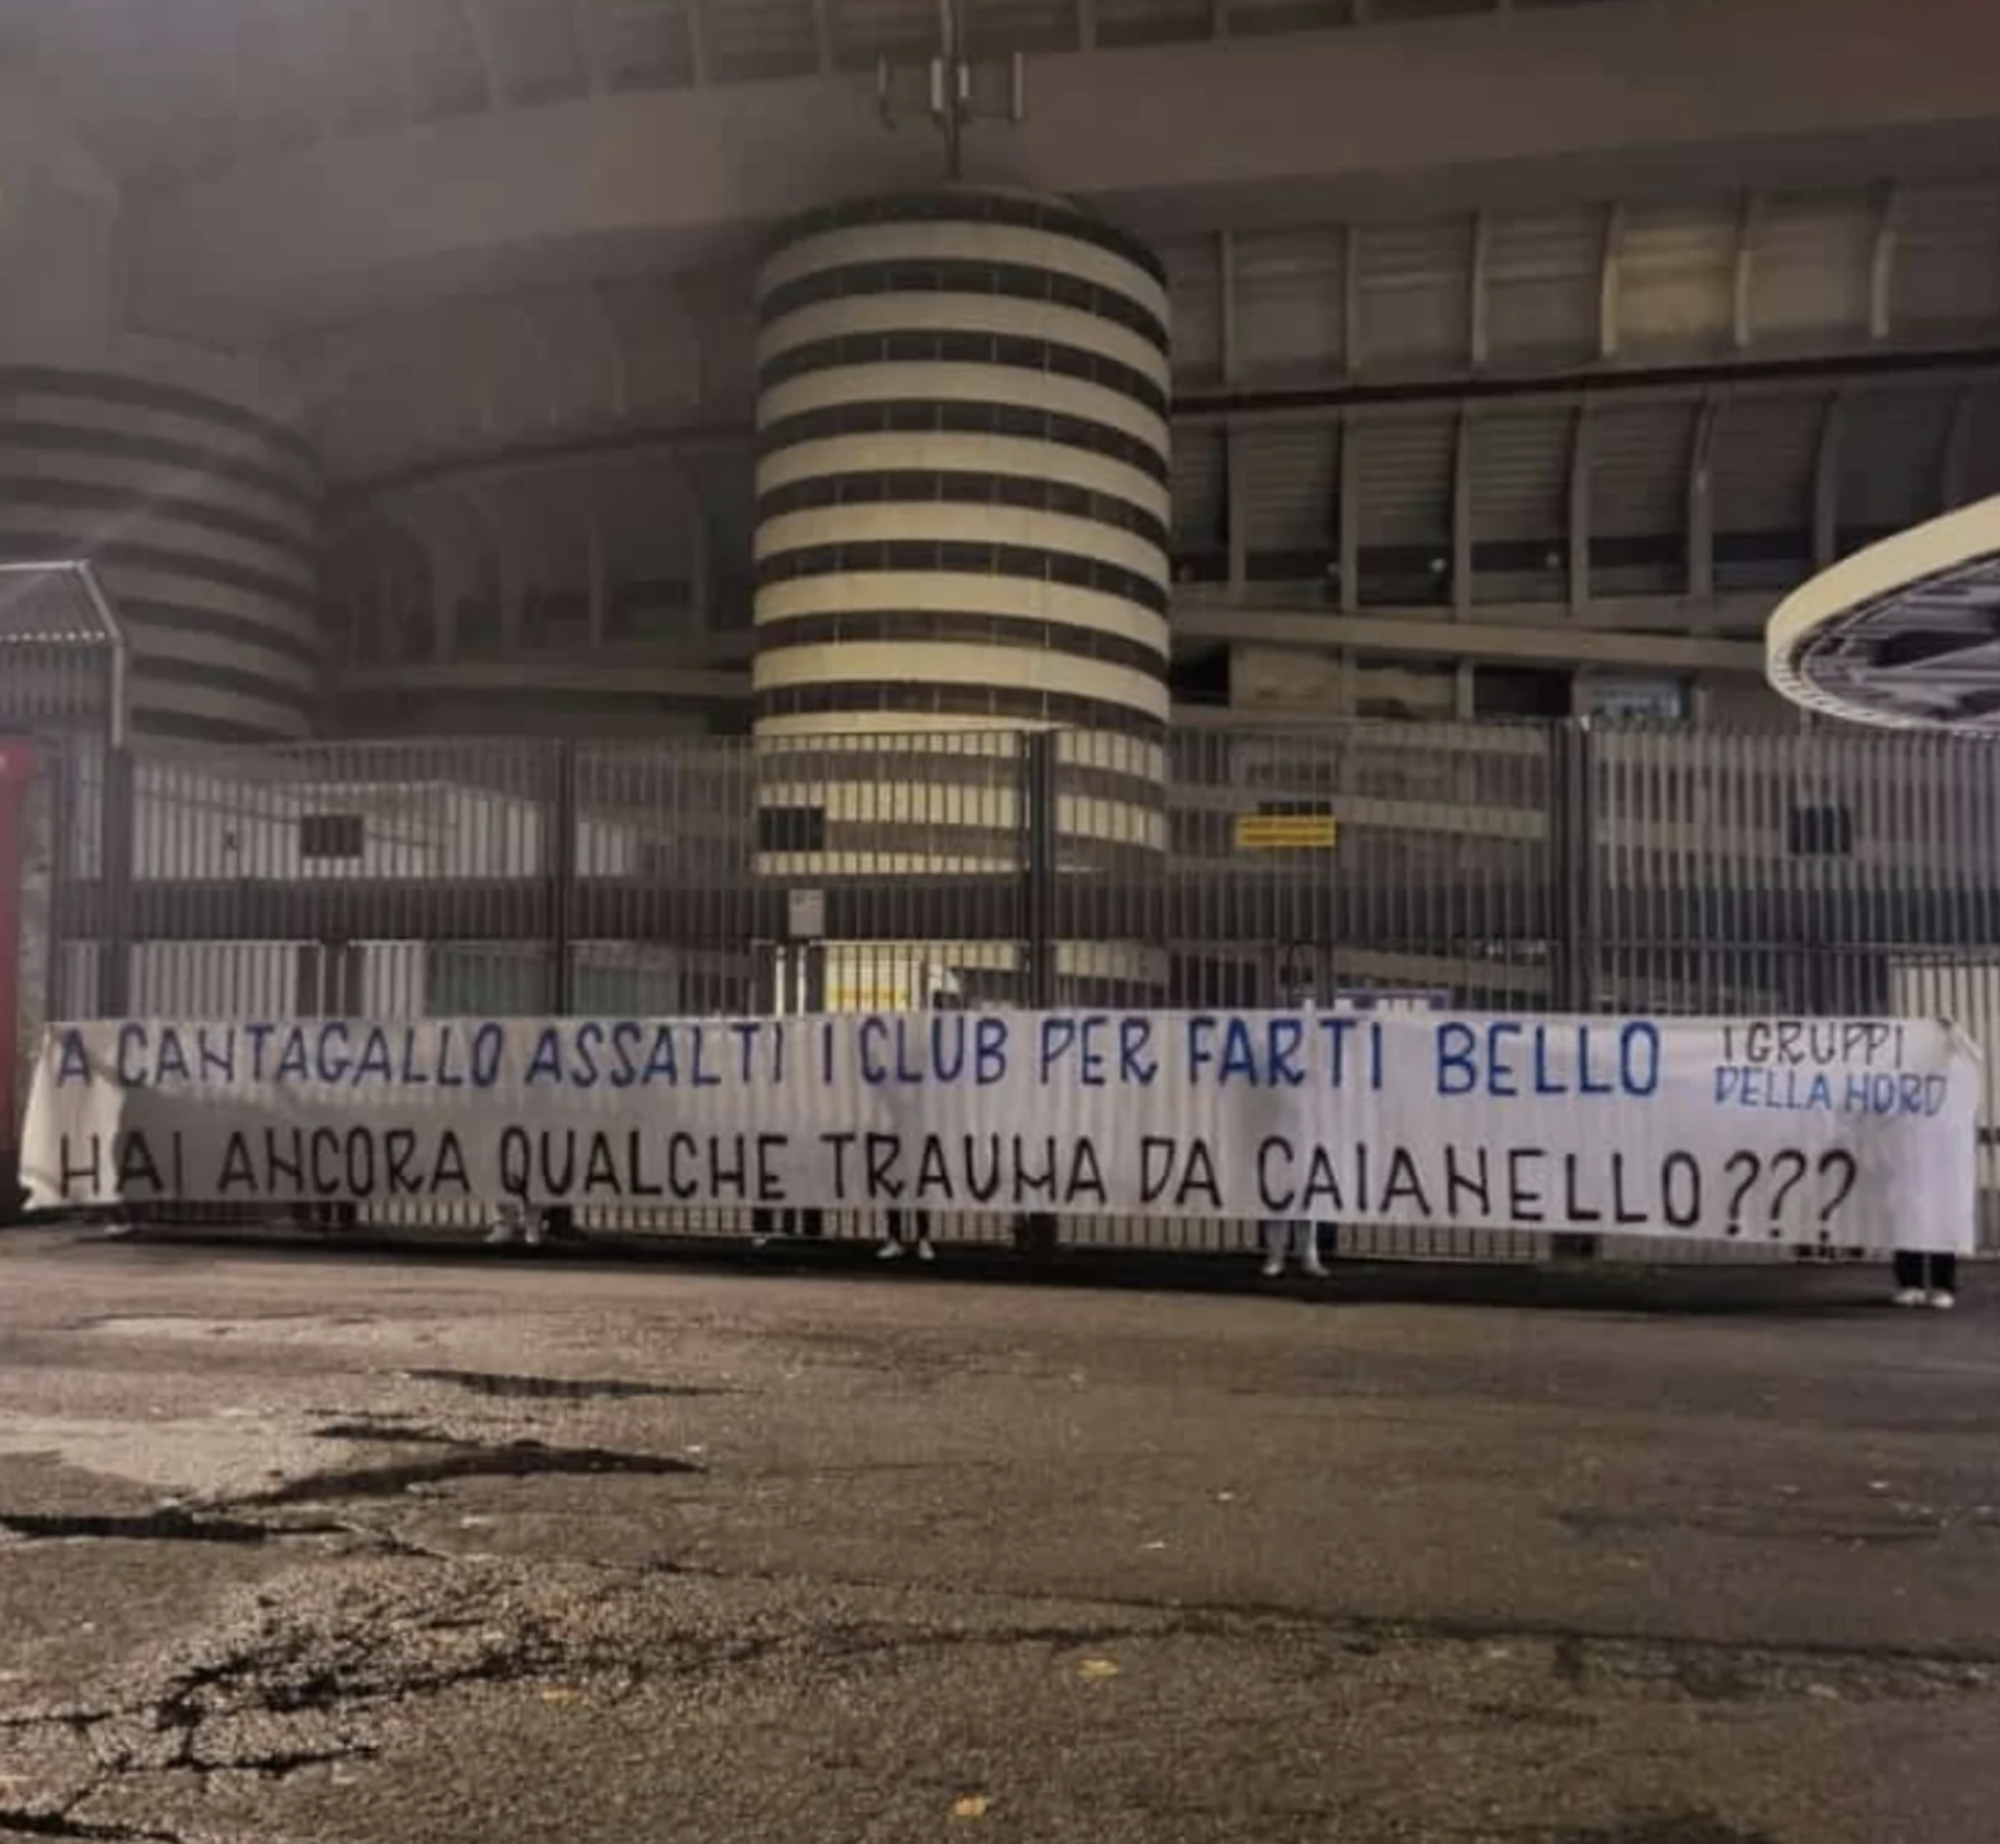 A CANTAGALLO ASSALTI I CLUB PER FARTI BELLO
HAI ANCORA QUALCHE TRAUMA DA CAIANELLO???
I GRUPPI
DELLA NORD